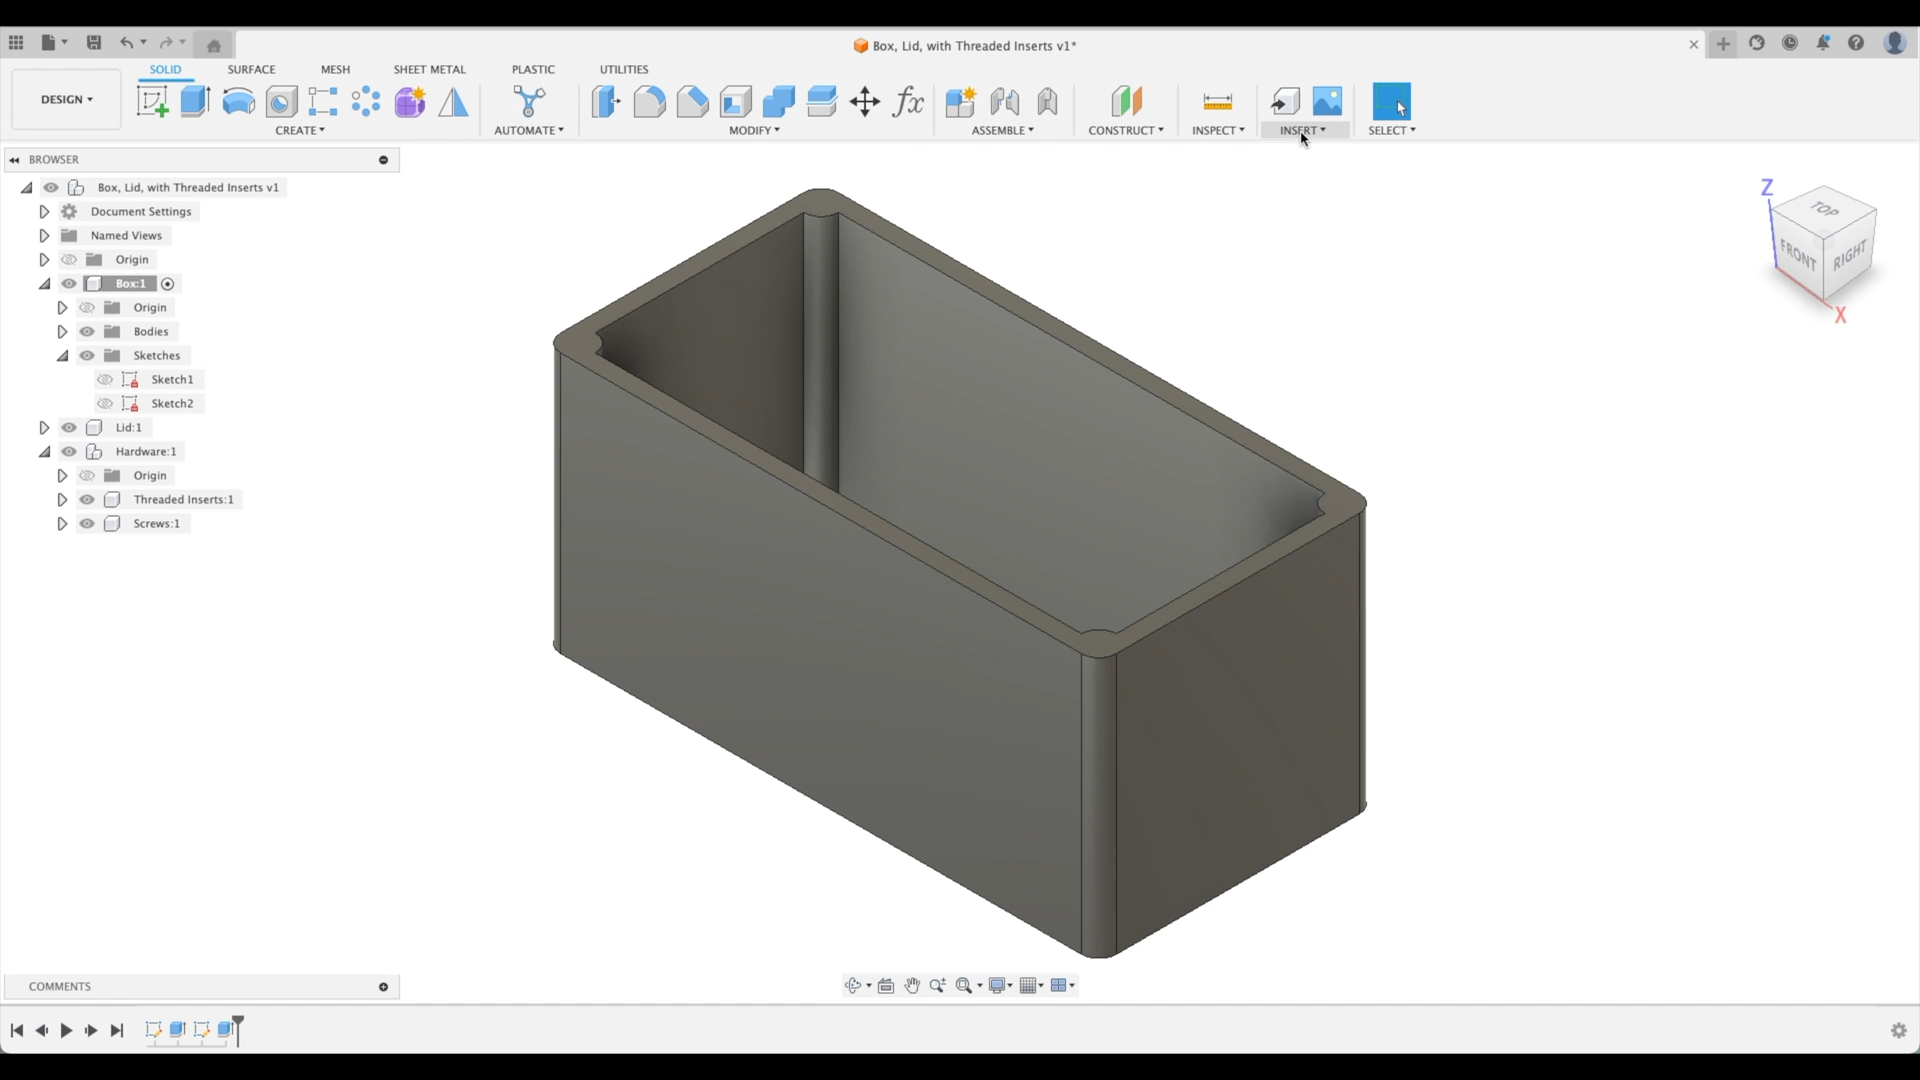 Box, Lid, with Threaded Inserts v1*
SOLID SURFACE MESH SHEET METAL PLASTIC UTILITIES
DESIGN
fx
CREATE AUTOMATE MODIFY ASSEMBLE CONSTRUCT INSPECT INSERT SELECT
BROWSER
Box, Lid, with Threaded Inserts v1
Document Settings
Named Views
Origin
Box:1
Origin
Bodies
Sketches
Sketch1
Sketch2
Lid:1
Hardware:1
Origin
Threaded Inserts:1
Screws:1
Z
TOP
FRONT
RIGHT
X
COMMENTS